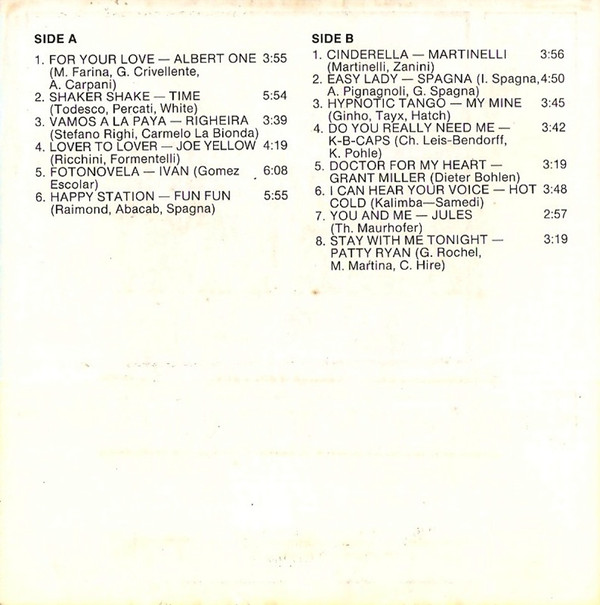 SIDE A
1. FOR YOUR LOVE — ALBERT ONE 3:55
(M. Farina, G. Crivellente,
A. Carpani)
2. SHAKER SHAKE — TIME 5:54
(Todesco, Percati, White)
3. VAMOS A LA PAYA — RIGHEIRA 3:39
(Stefano Righi, Carmelo La Bionda)
4. LOVER TO LOVER — JOE YELLOW 4:19
(Ricchini, Formentelli)
5. FOTONOVELA — IVAN (Gomez 6:08
Escolar)
6. HAPPY STATION — FUN FUN 5:55
(Raimond, Abacab, Spagna)
SIDE B
1. CINDERELLA — MARTINELLI 3:56
(Martinelli, Zanini)
2. EASY LADY — SPAGNA (I. Spagna, 4:50
A. Pignagnoli, G. Spagna)
3. HYPNOTIC TANGO — MY MINE 3:45
(Ginho, Tayx, Hatch)
4. DO YOU REALLY NEED ME — 3:42
K-B-CAPS (Ch. Leis-Bendorff,
K. Pohle)
5. DOCTOR FOR MY HEART — 3:19
GRANT MILLER (Dieter Bohlen)
6. I CAN HEAR YOUR VOICE — HOT 3:48
COLD (Kalimba—Samedi)
7. YOU AND ME — JULES 2:57
(Th. Maurhofer)
8. STAY WITH ME TONIGHT — 3:19
PATTY RYAN (G. Rochel,
M. Martina, C. Hire)